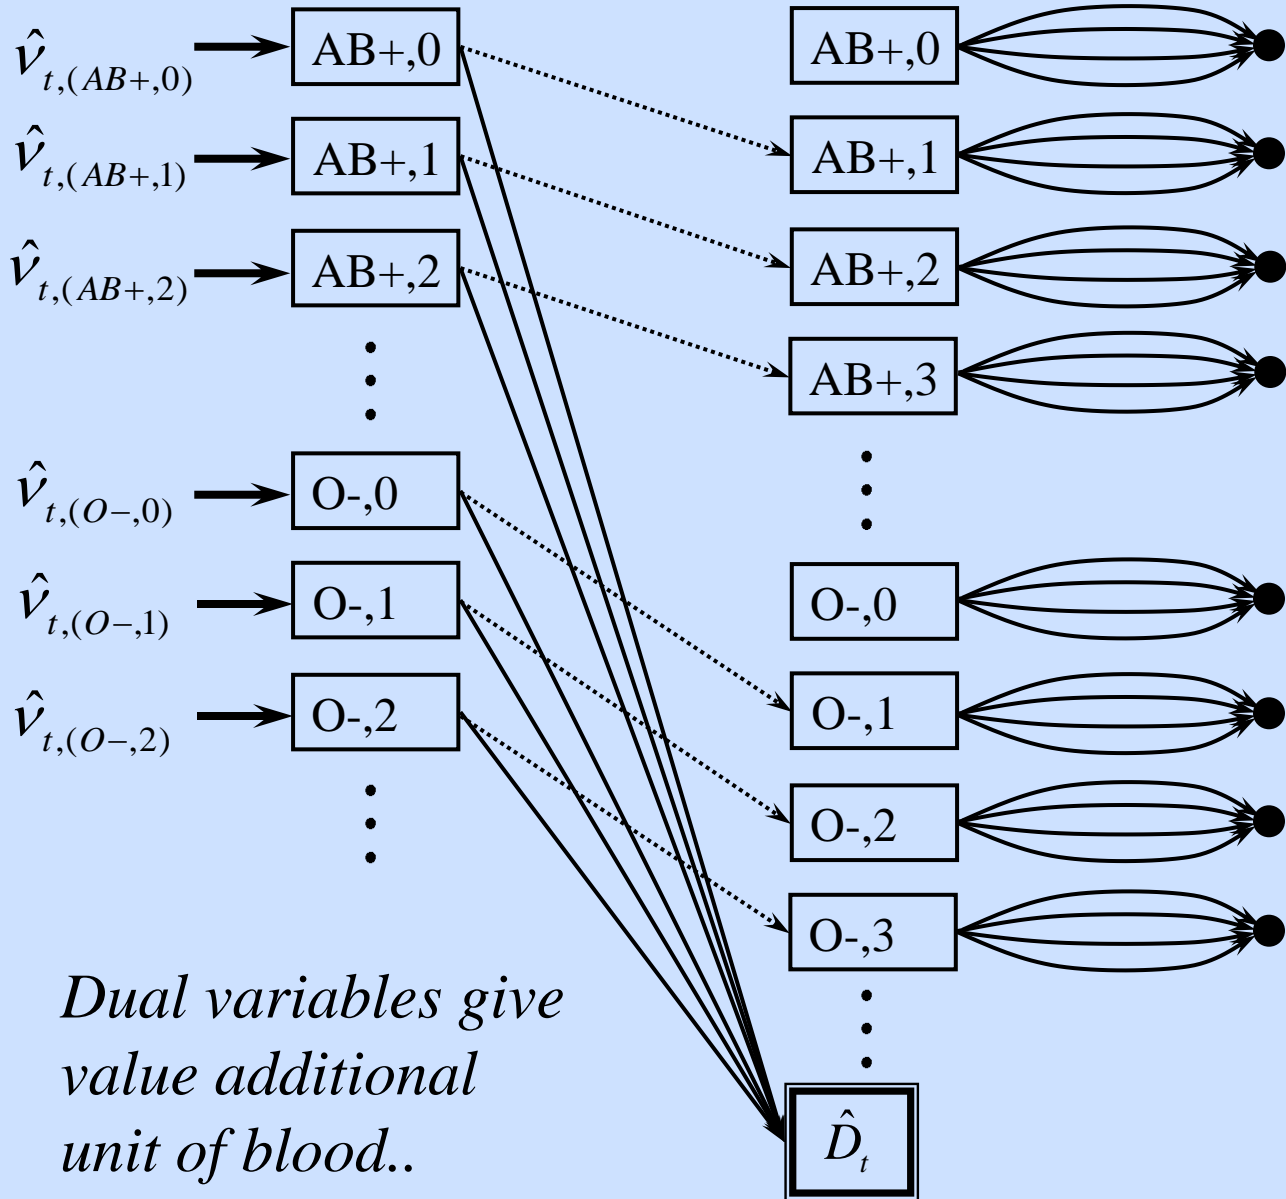 ν̂ t,(AB+,0) AB+,0 AB+,0
ν̂ t,(AB+,1) AB+,1 AB+,1
ν̂ t,(AB+,2) AB+,2 AB+,2
AB+,3
ν̂ t,(O−,0) O-,0
ν̂ t,(O−,1) O-,1 O-,0
ν̂ t,(O−,2) O-,2 O-,1
O-,2
O-,3
Dual variables give
value additional
unit of blood..
D̂ t